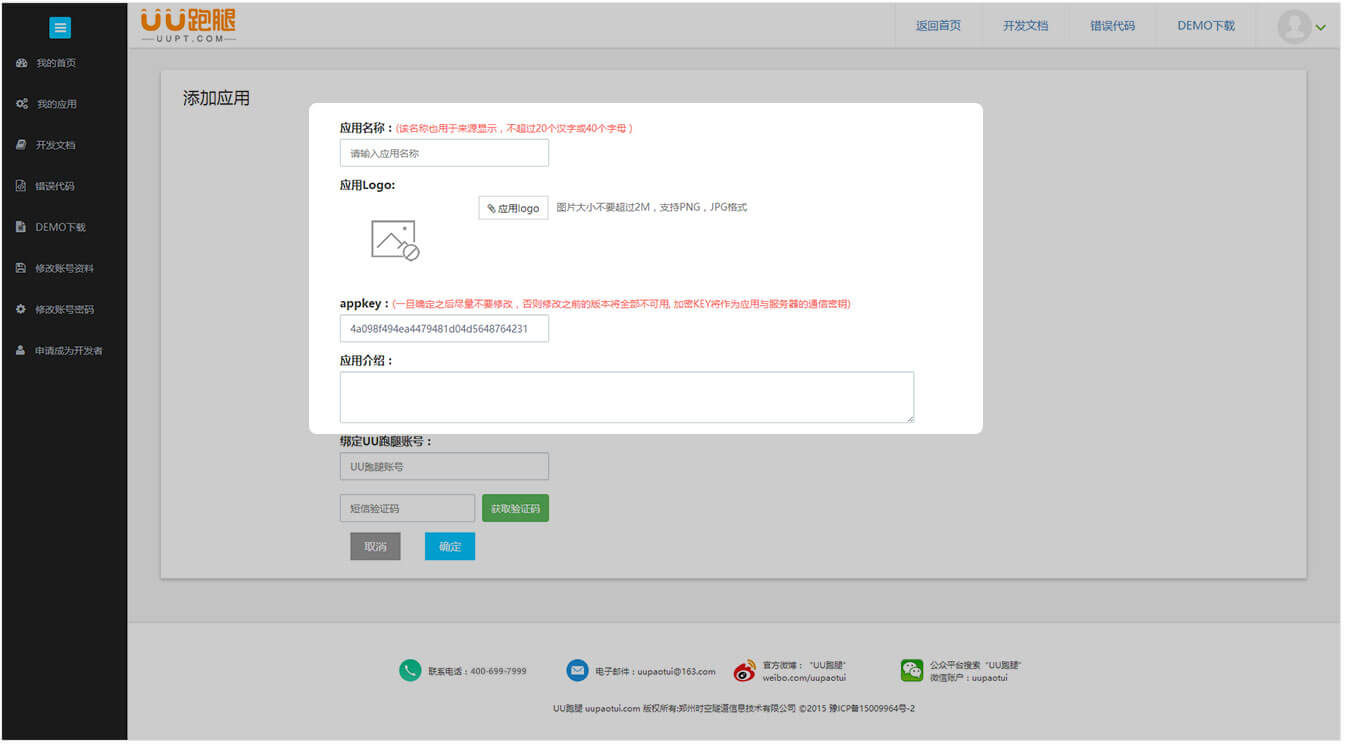 UU跑腿
UUPT.COM
返回首页
开发文档
错误代码
DEMO下载
我的首页
我的应用
开发文档
错误代码
DEMO下载
修改账号资料
修改账号密码
申请成为开发者
添加应用
应用名称：(该名称也用于来源显示，不超过20个汉字或40个字母）
请输入应用名称
应用Logo:
应用logo 图片大小不要超过2M，支持PNG，JPG格式
appkey：(一旦确定之后尽量不要修改，否则修改之前的版本将全部不可用, 加密KEY将作为应用与服务器的通信密钥)
4a098f494ea4479481d04d5648764231
应用介绍：
绑定UU跑腿账号：
UU跑腿账号
短信验证码 获取验证码
取消 确定
联系电话：400-699-7999
电子邮件：uupaotui@163.com
官方微博： "UU跑腿"
weibo.com/uupaotui
公众平台搜索 "UU跑腿"
微信账户：uupaotui
UU跑腿 uupaotui.com 版权所有:郑州时空隧道信息技术有限公司 ©2015 豫ICP备15009964号-2